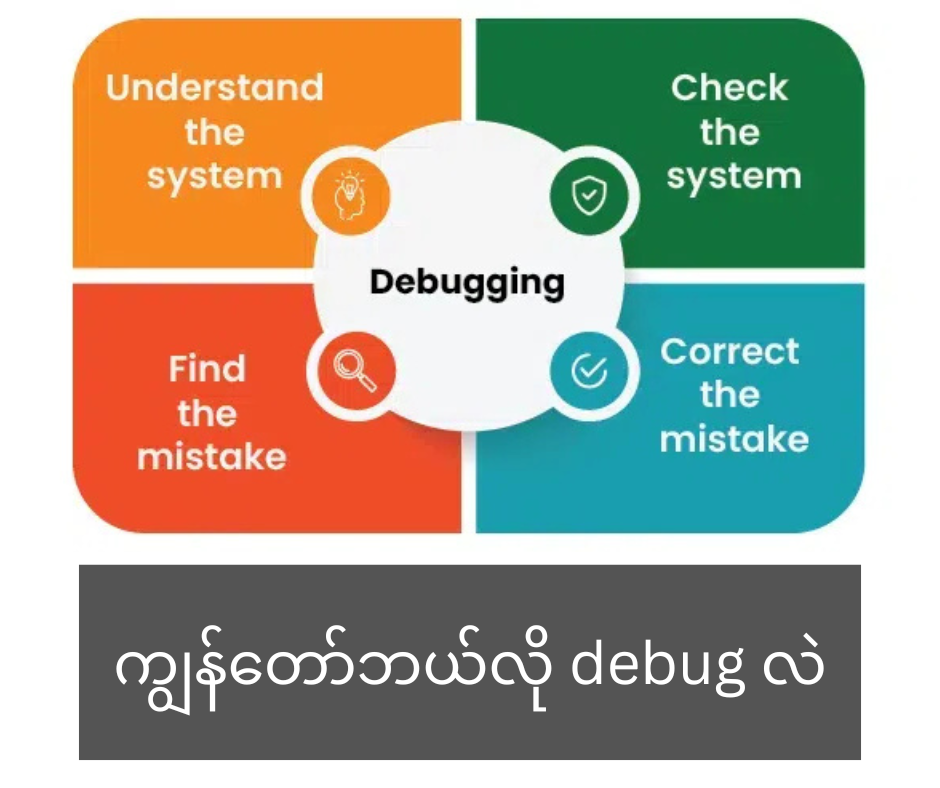 Understand
the
system
Check
the
system
Debugging
Find
the
mistake
Correct
the
mistake
ကျွန်တော်ဘယ်လို debug လဲ